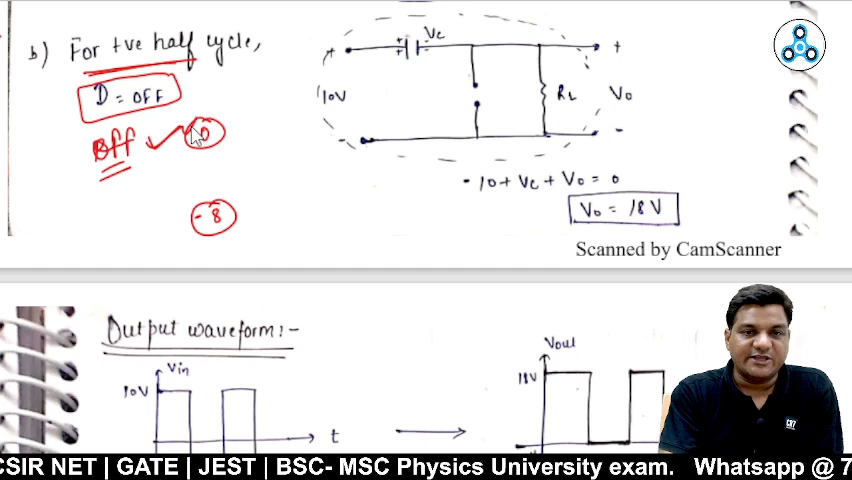 b) For +ve half cycle,
D = OFF
Off
0
-8
+
10V
-
+ Vc
+ -
RL
+
Vo
-
- 10 + Vc + Vo = 0
Vo = 18 V
Scanned by CamScanner
Output waveform:-
Vin
10V
t
Vout
18V
CSIR NET | GATE | JEST | BSC- MSC Physics University exam. Whatsapp @ 7